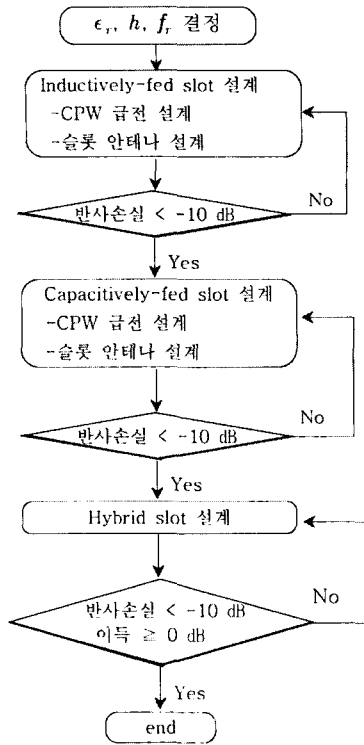 ϵᵣ, h, fᵣ 결정
Inductively-fed slot 설계
-CPW 급전 설계
-슬롯 안테나 설계
반사손실 < -10 dB
No
Yes
Capacitively-fed slot 설계
-CPW 급전 설계
-슬롯 안테나 설계
반사손실 < -10 dB
No
Yes
Hybrid slot 설계
반사손실 < -10 dB
이득 ≥ 0 dB
No
Yes
end